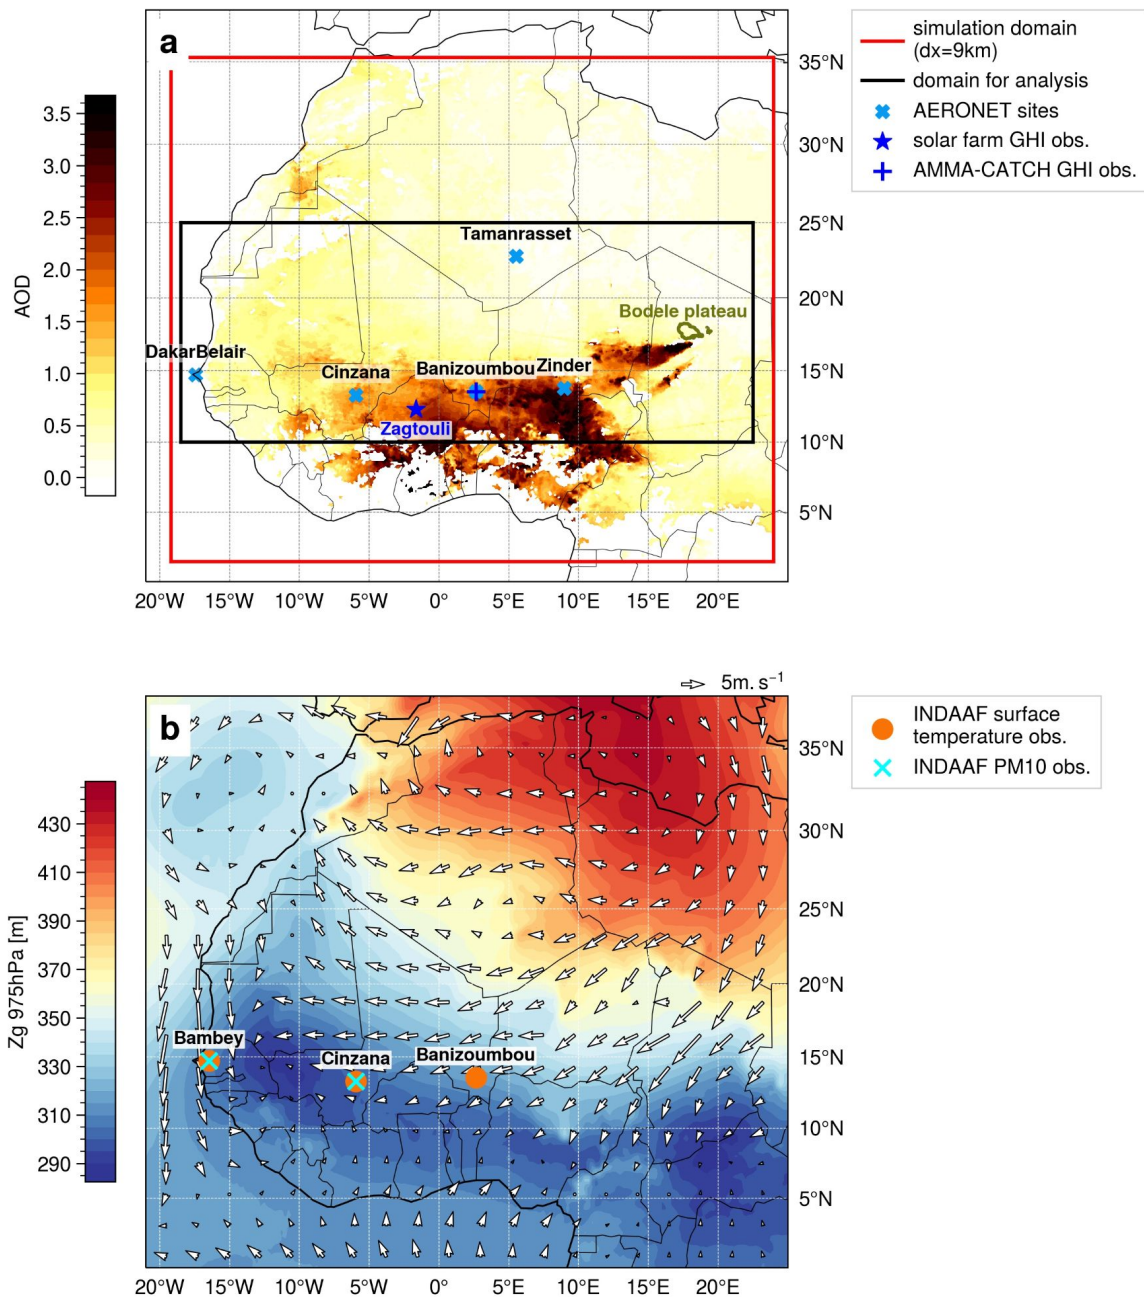 a
simulation domain
(dx=9km)
domain for analysis
AERONET sites
solar farm GHI obs.
AMMA-CATCH GHI obs.
AOD
3.5
3.0
2.5
2.0
1.5
1.0
0.5
0.0
35°N
30°N
25°N
20°N
15°N
10°N
5°N
Tamanrasset
Bodele plateau
DakarBelair
Cinzana
Banizoumbou
Zinder
Zagtouli
20°W 15°W 10°W 5°W 0° 5°E 10°E 15°E 20°E
5m. s⁻¹
b
INDAAF surface
temperature obs.
INDAAF PM10 obs.
Zg 975hPa [m]
430
410
390
370
350
330
310
290
35°N
30°N
25°N
20°N
15°N
10°N
5°N
Bambey
Cinzana
Banizoumbou
20°W 15°W 10°W 5°W 0° 5°E 10°E 15°E 20°E